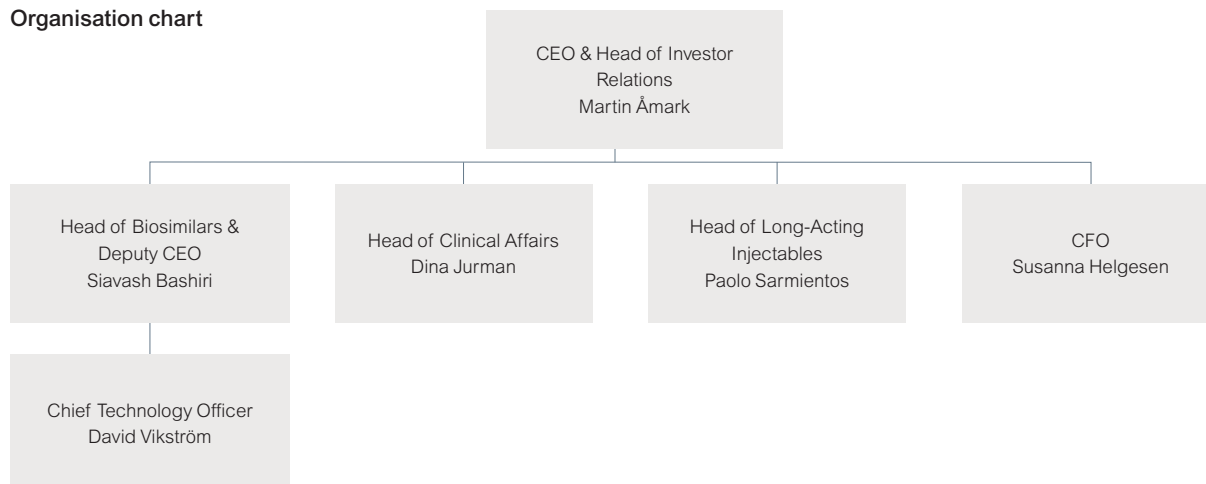 Organisation chart
CEO & Head of Investor
Relations
Martin Åmark
Head of Biosimilars &
Deputy CEO
Siavash Bashiri
Head of Clinical Affairs
Dina Jurman
Head of Long-Acting
Injectables
Paolo Sarmientos
CFO
Susanna Helgesen
Chief Technology Officer
David Vikström